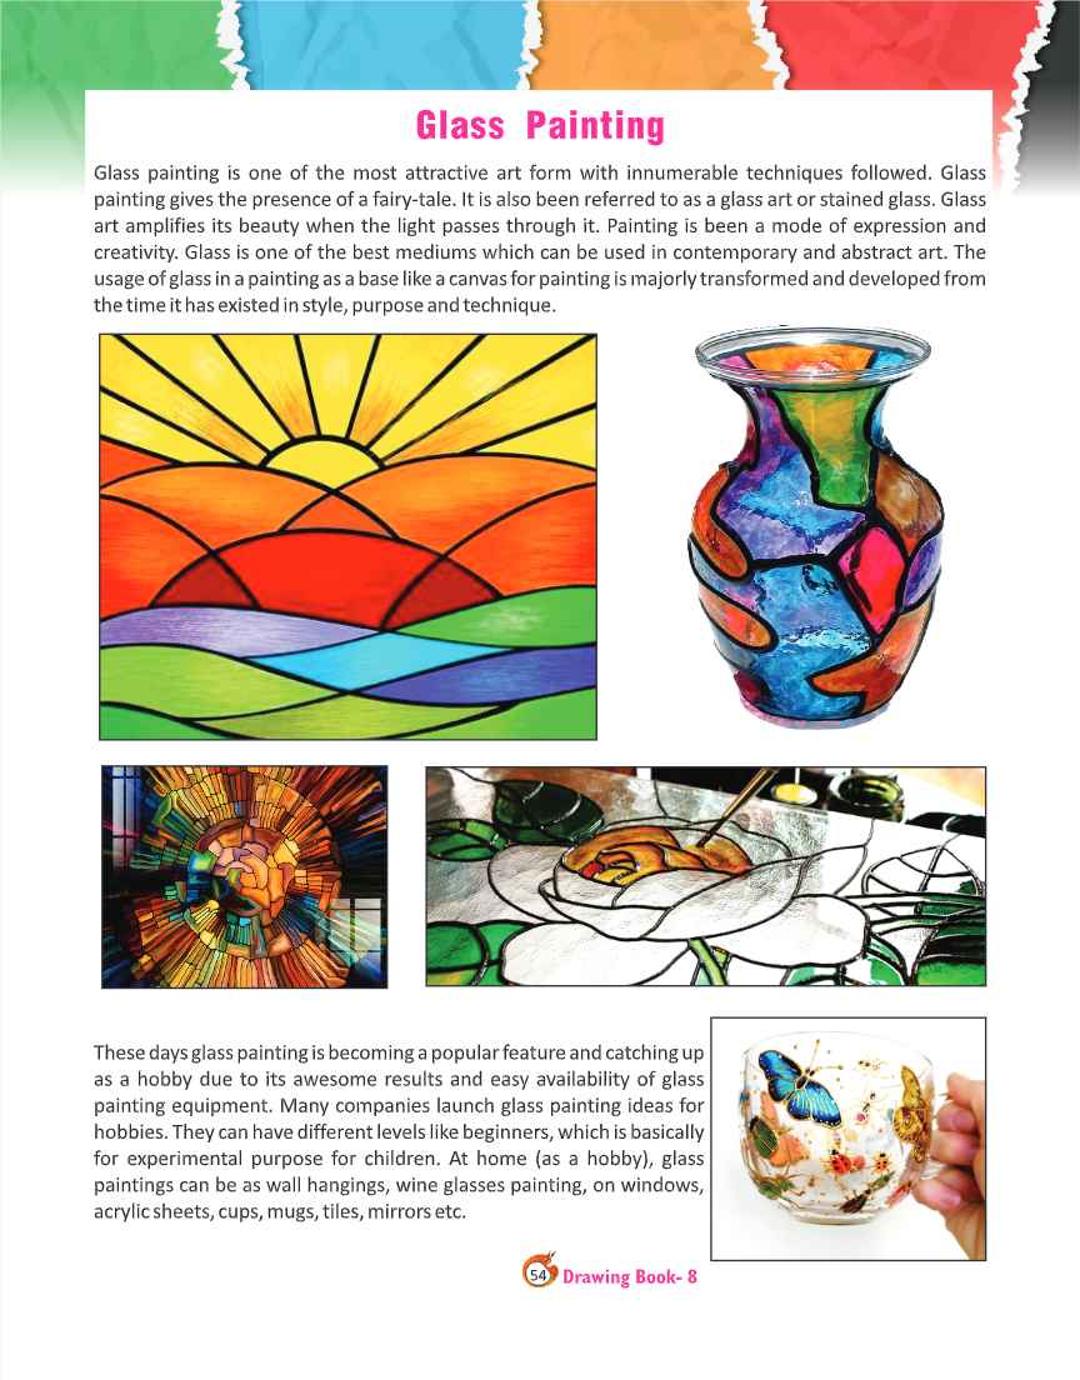 Glass Painting
Glass painting is one of the most attractive art form with innumerable techniques followed. Glass
painting gives the presence of a fairy-tale. It is also been referred to as a glass art or stained glass. Glass
art amplifies its beauty when the light passes through it. Painting is been a mode of expression and
creativity. Glass is one of the best mediums which can be used in contemporary and abstract art. The
usage of glass in a painting as a base like a canvas for painting is majorly transformed and developed from
the time it has existed in style, purpose and technique.
These days glass painting is becoming a popular feature and catching up
as a hobby due to its awesome results and easy availability of glass
painting equipment. Many companies launch glass painting ideas for
hobbies. They can have different levels like beginners, which is basically
for experimental purpose for children. At home (as a hobby), glass
paintings can be as wall hangings, wine glasses painting, on windows,
acrylic sheets, cups, mugs, tiles, mirrors etc.
54 Drawing Book- 8